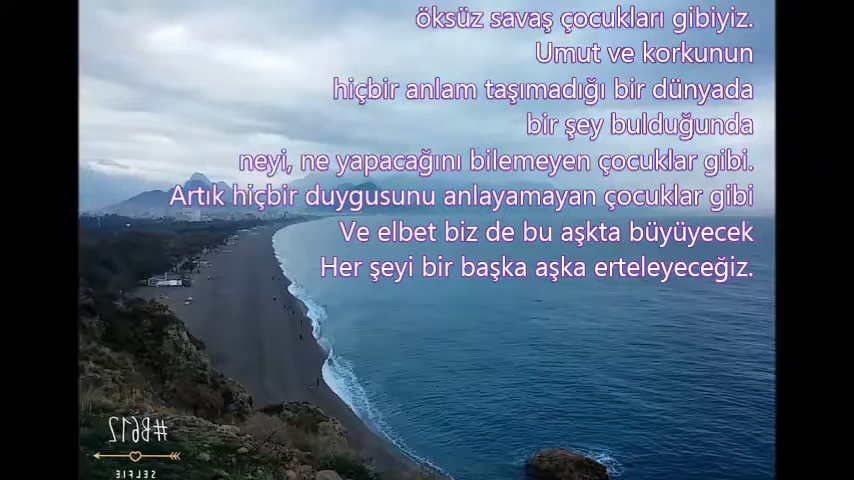 öksüz savaş çocukları gibiyiz.
Umut ve korkunun
hiçbir anlam taşımadığı bir dünyada
bir şey bulduğunda
neyi, ne yapacağını bilemeyen çocuklar gibi.
Artık hiçbir duygusunu anlayamayan çocuklar gibi
Ve elbet biz de bu aşkta büyüyecek
Her şeyi bir başka aşka erteleyeceğiz.
#B612
SELFIE